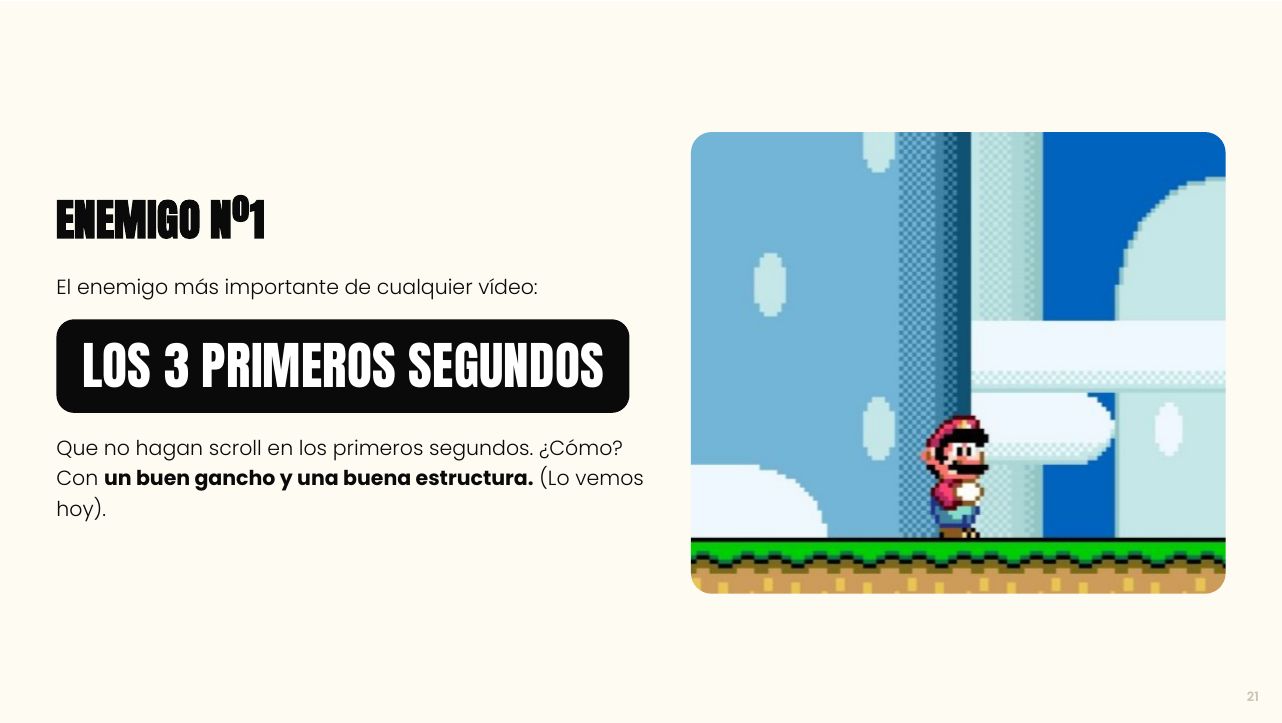 ENEMIGO Nº1
El enemigo más importante de cualquier vídeo:
LOS 3 PRIMEROS SEGUNDOS
Que no hagan scroll en los primeros segundos. ¿Cómo?
Con un buen gancho y una buena estructura. (Lo vemos
hoy).
21